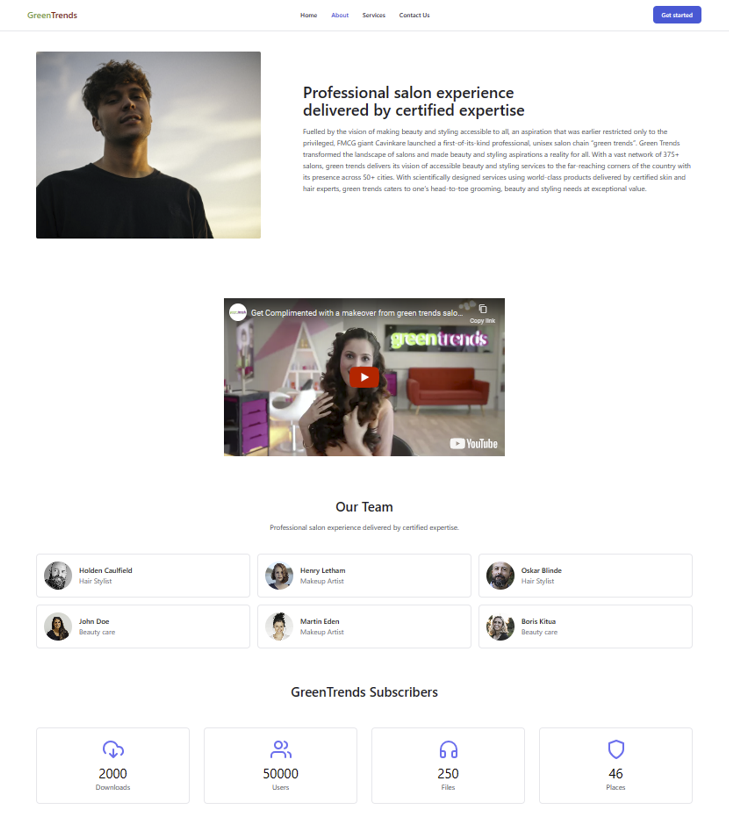 GreenTrends
Home About Services Contact Us
Get started
Professional salon experience
delivered by certified expertise
Fuelled by the vision of making beauty and styling accessible to all, an aspiration that was earlier restricted only to the
privileged, FMCG giant Cavinkare launched a first-of-its-kind professional, unisex salon chain “green trends”. Green Trends
transformed the landscape of salons and made beauty and styling aspirations a reality for all. With a vast network of 375+
salons, green trends delivers its vision of accessible beauty and styling services to the far-reaching corners of the country with
its presence across 50+ cities. With scientifically designed services using world-class products delivered by certified skin and
hair experts, green trends caters to one's head-to-toe grooming, beauty and styling needs at exceptional value.
Get Complimented with a makeover from green trends salo...
Copy link
greentrends
YouTube
Our Team
Professional salon experience delivered by certified expertise.
Holden Caulfield
Hair Stylist
Henry Letham
Makeup Artist
Oskar Blinde
Hair Stylist
John Doe
Beauty care
Martin Eden
Makeup Artist
Boris Kitua
Beauty care
GreenTrends Subscribers
2000
Downloads
50000
Users
250
Files
46
Places